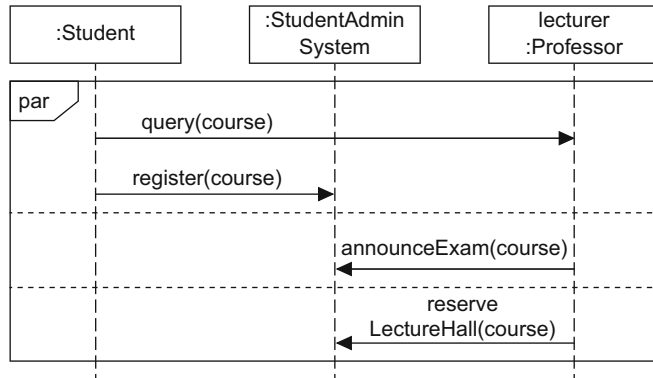 :Student
:StudentAdmin
System
lecturer
:Professor
par
query(course)
register(course)
announceExam(course)
reserve
LectureHall(course)